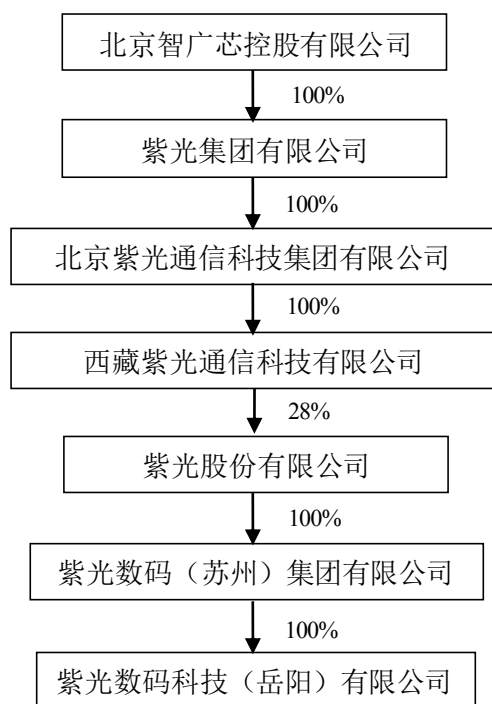 北京智广芯控股有限公司
100%
紫光集团有限公司
100%
北京紫光通信科技集团有限公司
100%
西藏紫光通信科技有限公司
28%
紫光股份有限公司
100%
紫光数码（苏州）集团有限公司
100%
紫光数码科技（岳阳）有限公司